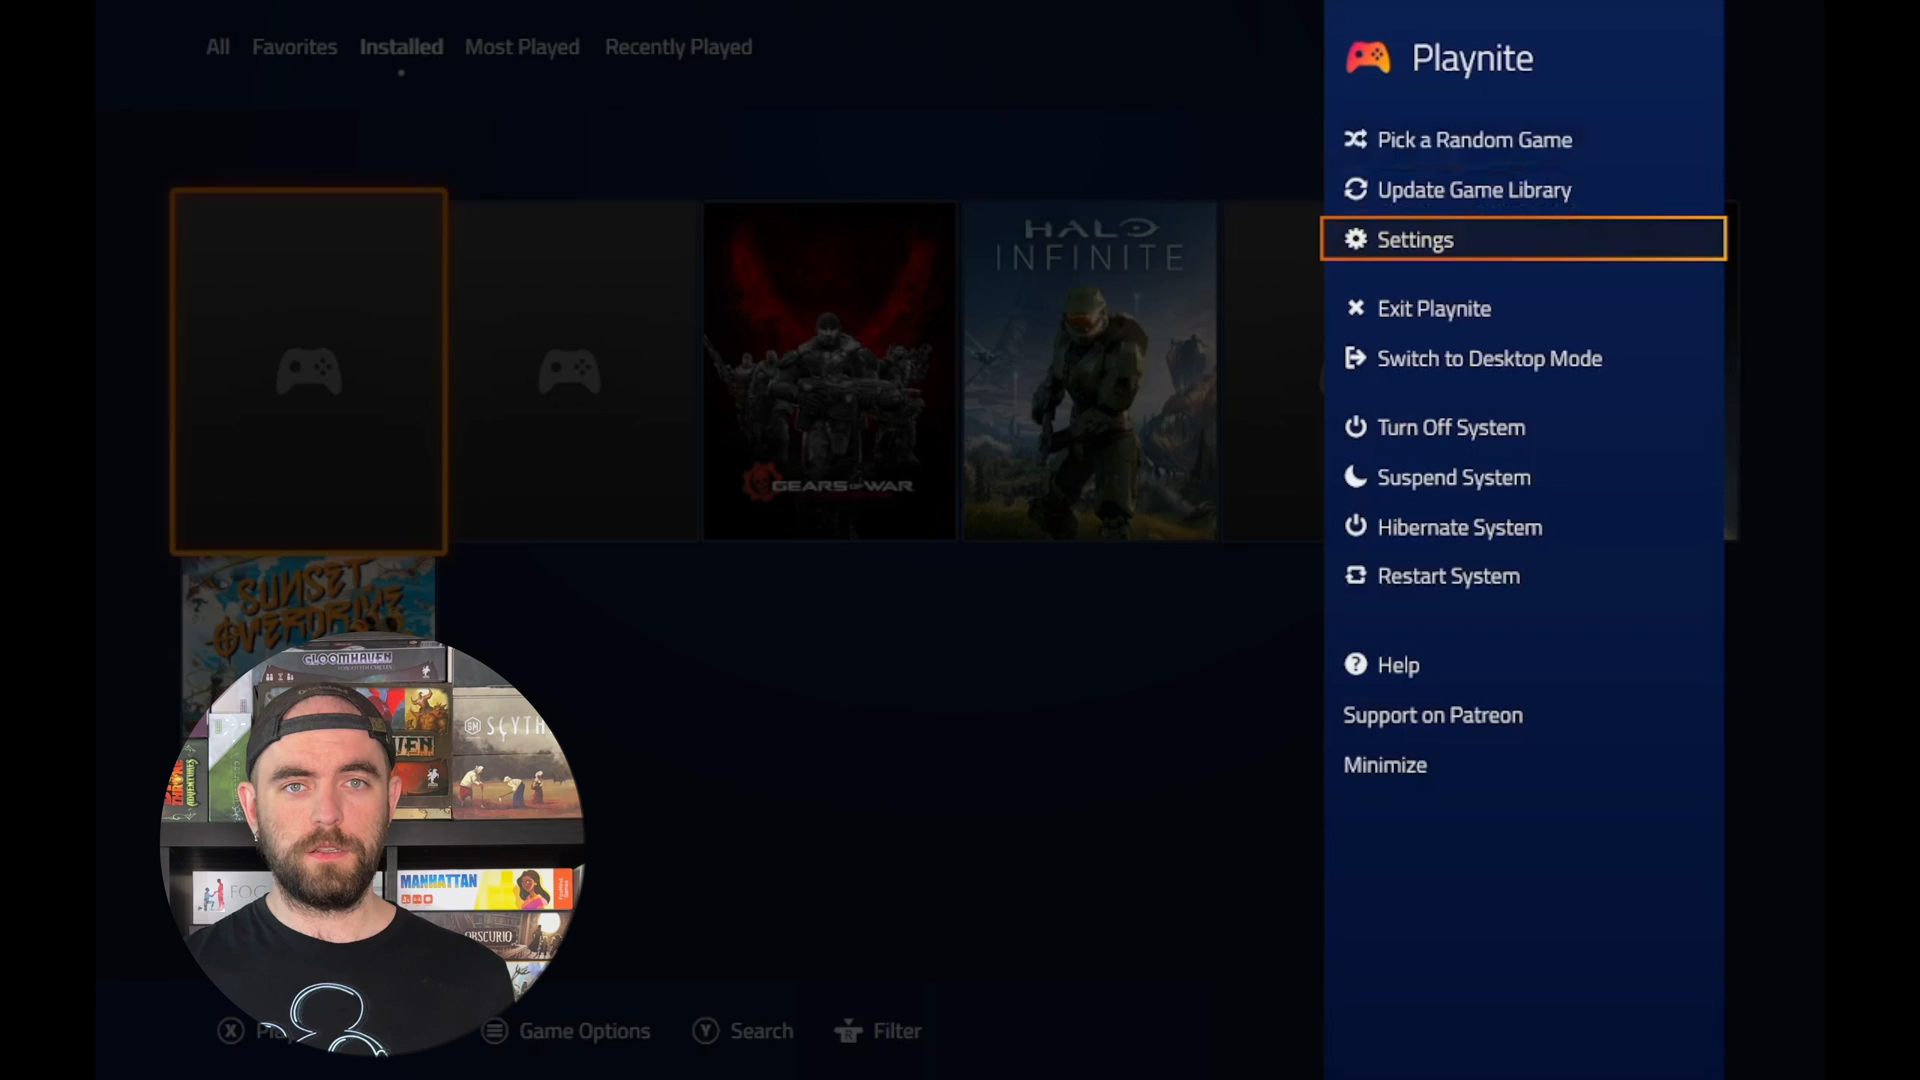 All Favorites Installed Most Played Recently Played
Playnite
Pick a Random Game
Update Game Library
Settings
Exit Playnite
Switch to Desktop Mode
Turn Off System
Suspend System
Hibernate System
Restart System
Help
Support on Patreon
Minimize
HALO
INFINITE
GEARS OF WAR
SUNSET
OVERDRIVE
GLOOMHAVEN
SCYTH
ADVENTURES
MANHATTAN
OBSCURIO
X
Game Options
Y Search
R Filter